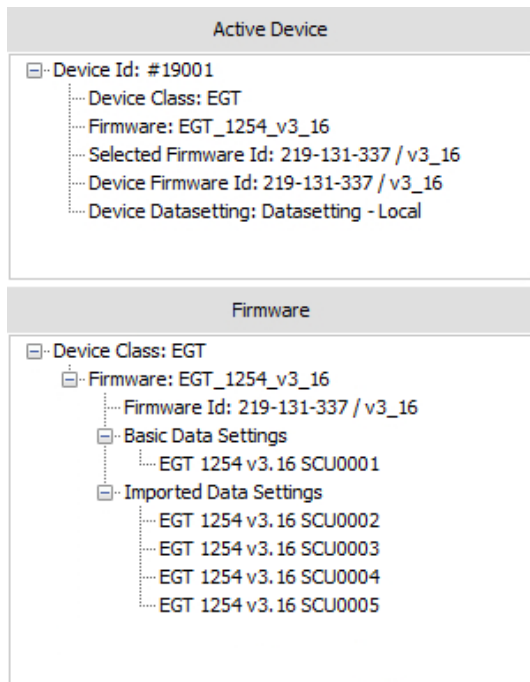 Active Device
Device Id: #19001
Device Class: EGT
Firmware: EGT_1254_v3_16
Selected Firmware Id: 219-131-337 / v3_16
Device Firmware Id: 219-131-337 / v3_16
Device Datasetting: Datasetting - Local
Firmware
Device Class: EGT
Firmware: EGT_1254_v3_16
Firmware Id: 219-131-337 / v3_16
Basic Data Settings
EGT 1254 v3.16 SCU0001
Imported Data Settings
EGT 1254 v3.16 SCU0002
EGT 1254 v3.16 SCU0003
EGT 1254 v3.16 SCU0004
EGT 1254 v3.16 SCU0005